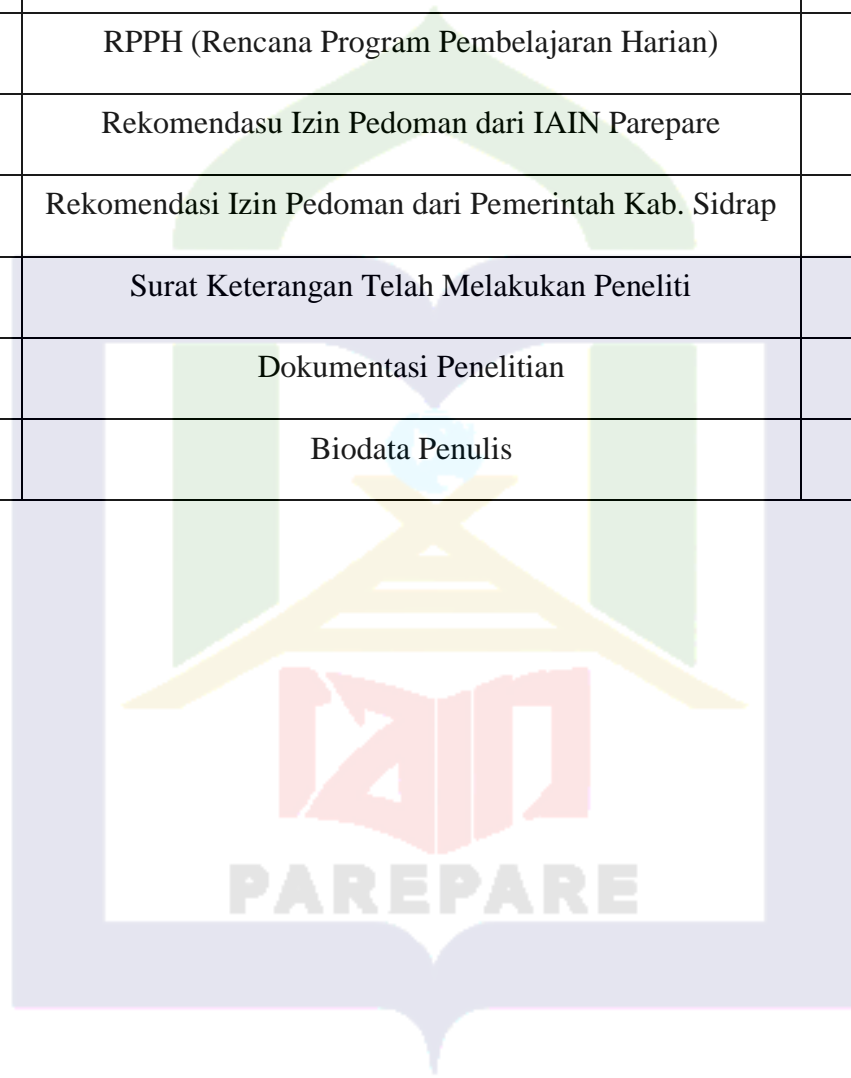 RPPH (Rencana Program Pembelajaran Harian)
Rekomendasu Izin Pedoman dari IAIN Parepare
Rekomendasi Izin Pedoman dari Pemerintah Kab. Sidrap
Surat Keterangan Telah Melakukan Peneliti
Dokumentasi Penelitian
Biodata Penulis
iain
PAREPARE